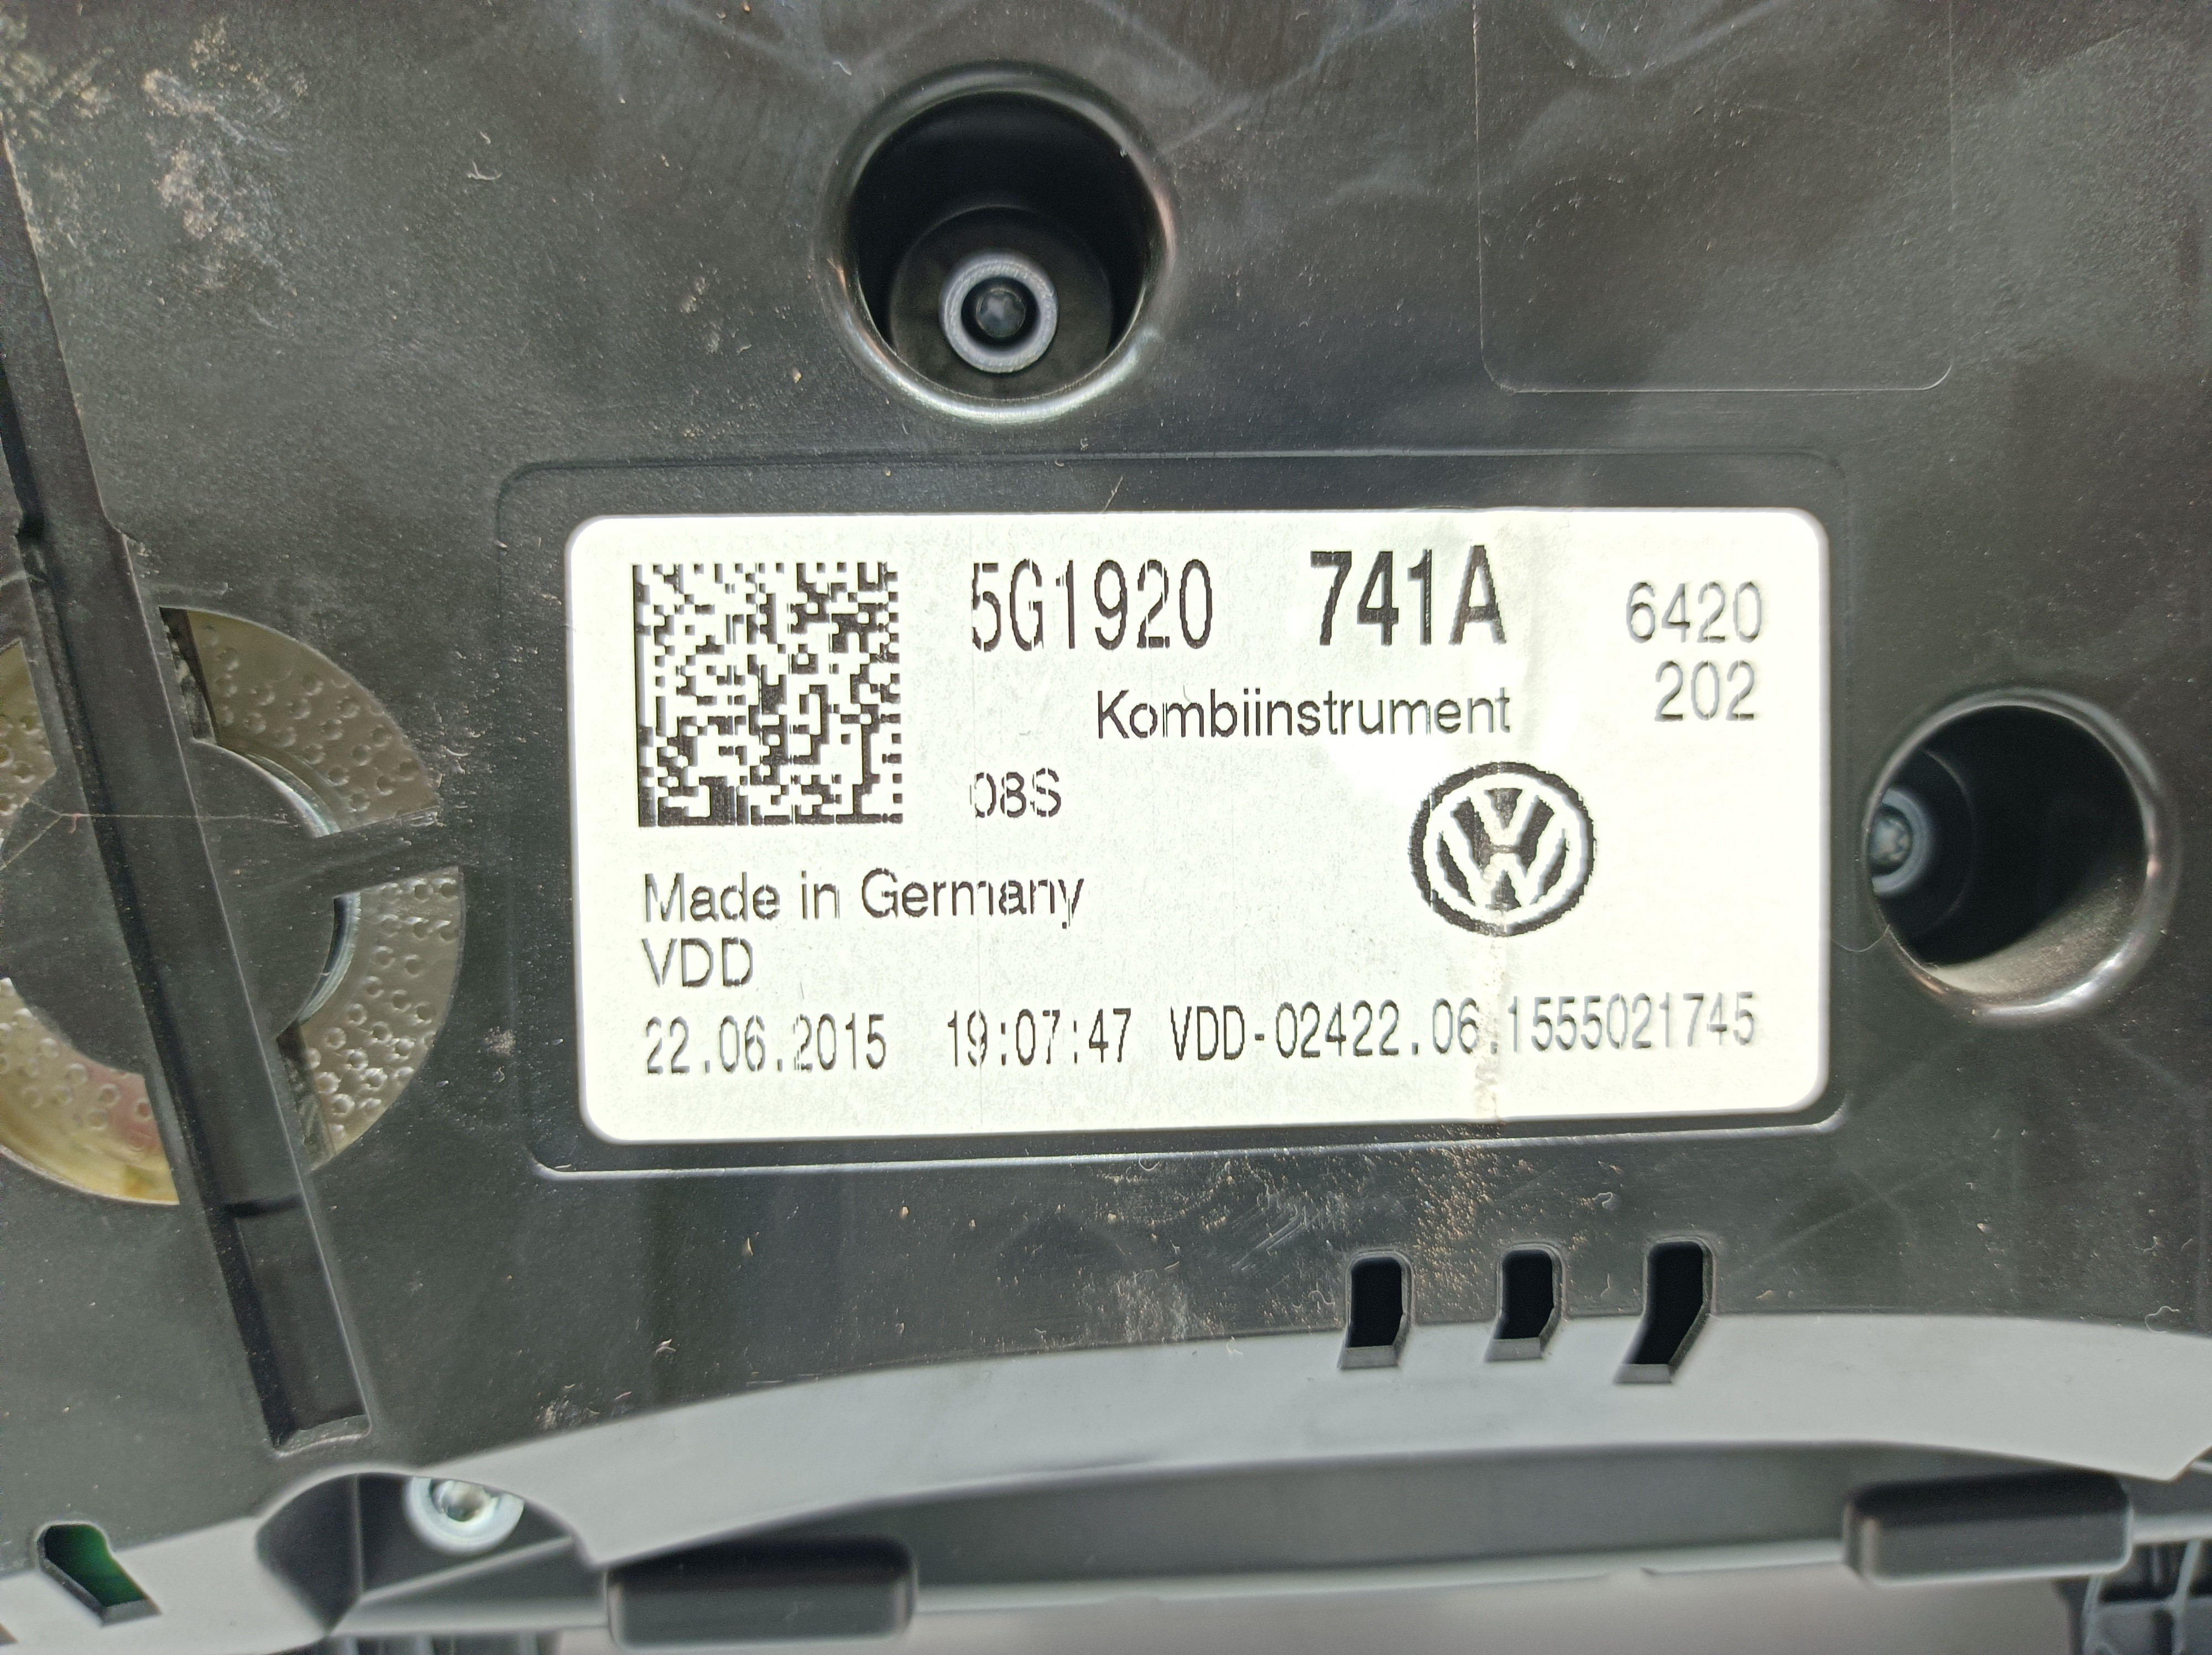 5G1920 741A 6420
202
Kombiinstrument
08S
Made in Germany
VDD
22.06.2015 19:07:47 VDD-02422.06.1555021745